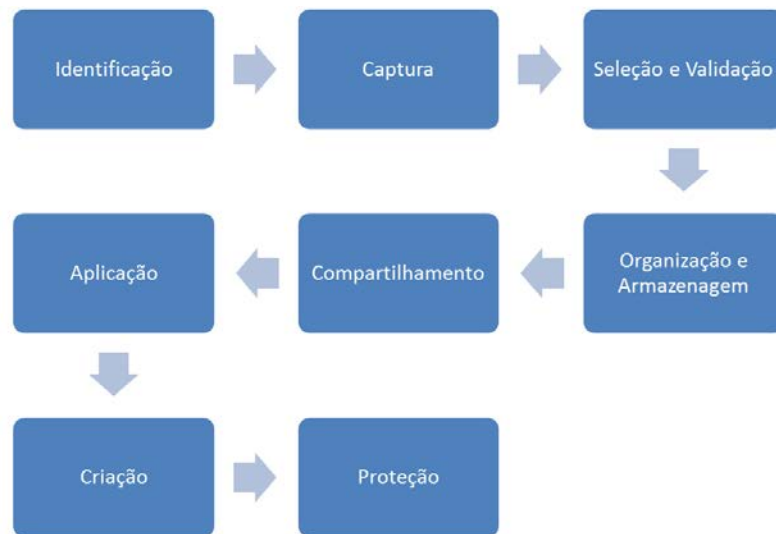 Identificação
Captura
Seleção e Validação
Organização e
Armazenagem
Compartilhamento
Aplicação
Criação
Proteção